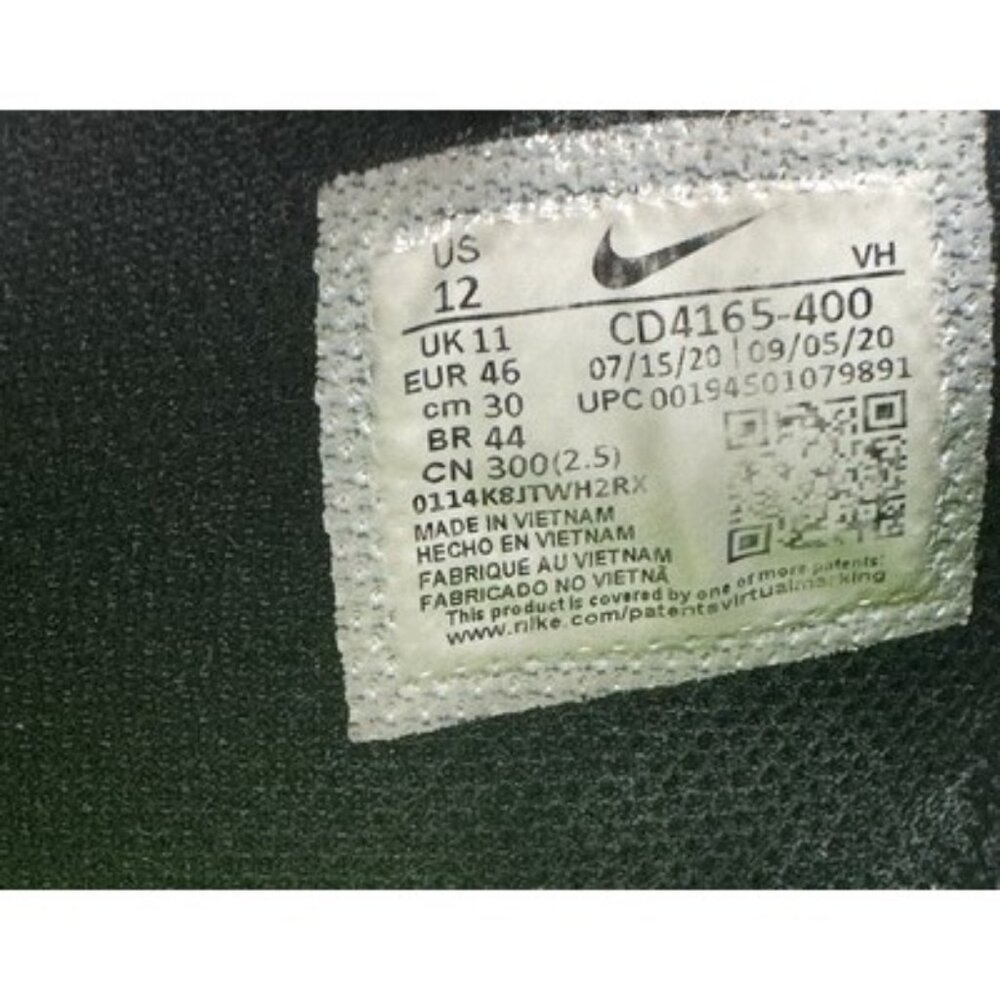 US
12
VH
UK 11
EUR 46
cm 30
BR 44
CN 300(2.5)
CD4165-400
07/15/20 | 09/05/20
UPC 00194501079891
0114K8JTWH2RX
MADE IN VIETNAM
HECHO EN VIETNAM
FABRIQUE AU VIETNAM
FABRICADO NO VIETNÃ
This product is covered by one of more patents:
www.nike.com/patentsvirtualmarking